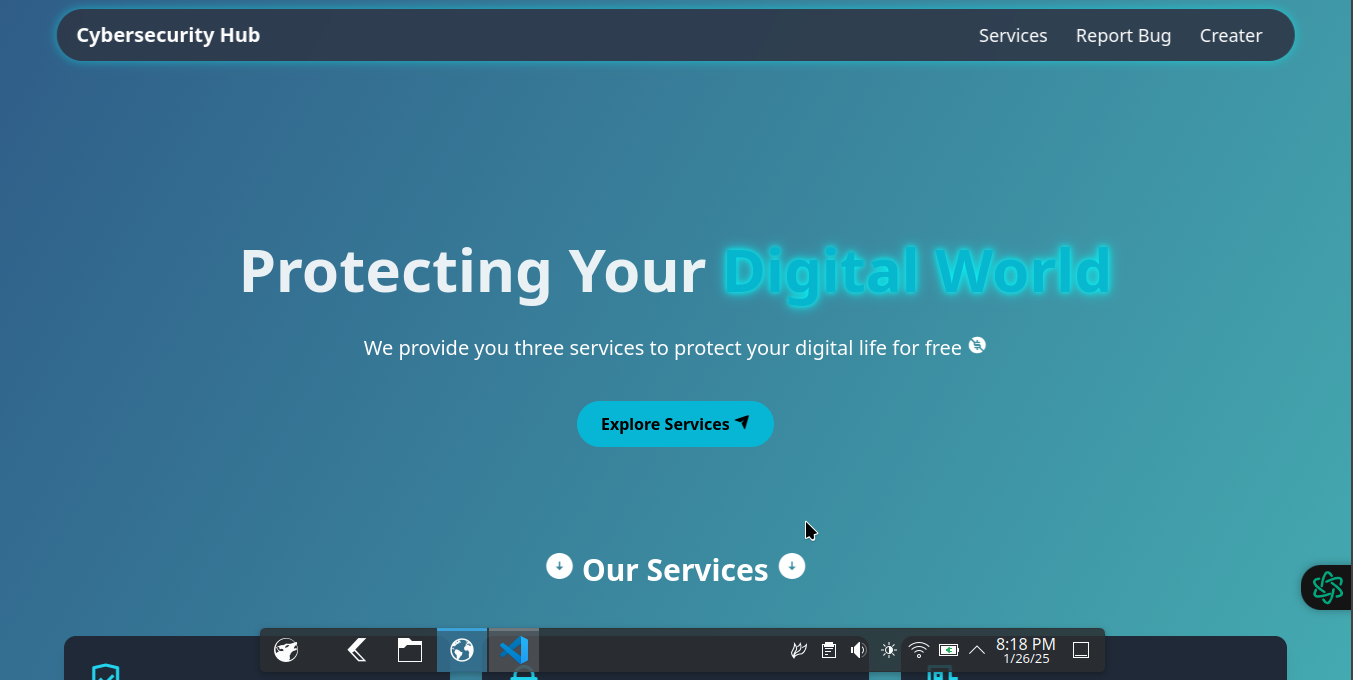 Cybersecurity Hub
Services Report Bug Creater
Protecting Your Digital World
We provide you three services to protect your digital life for free
Explore Services
Our Services
8:18 PM
1/26/25